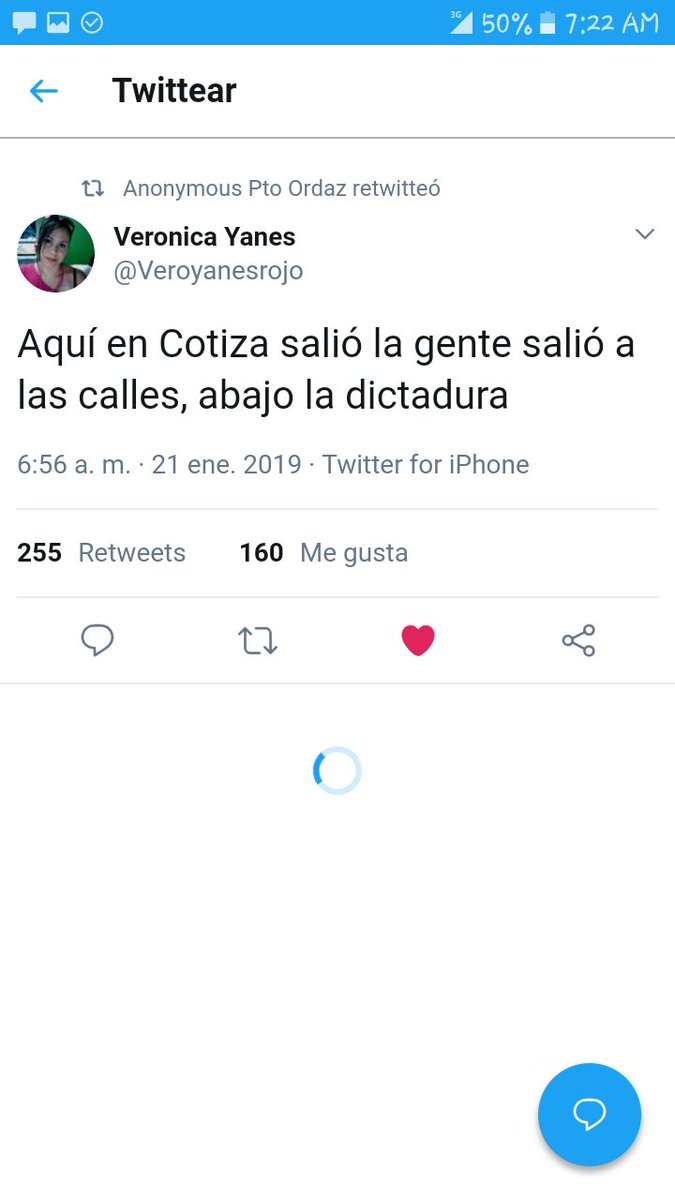 3G 50% 7:22 AM
Twittear
Anonymous Pto Ordaz retwitteó
Veronica Yanes
@Veroyanesrojo
Aquí en Cotiza salió la gente salió a
las calles, abajo la dictadura
6:56 a. m. · 21 ene. 2019 · Twitter for iPhone
255 Retweets 160 Me gusta